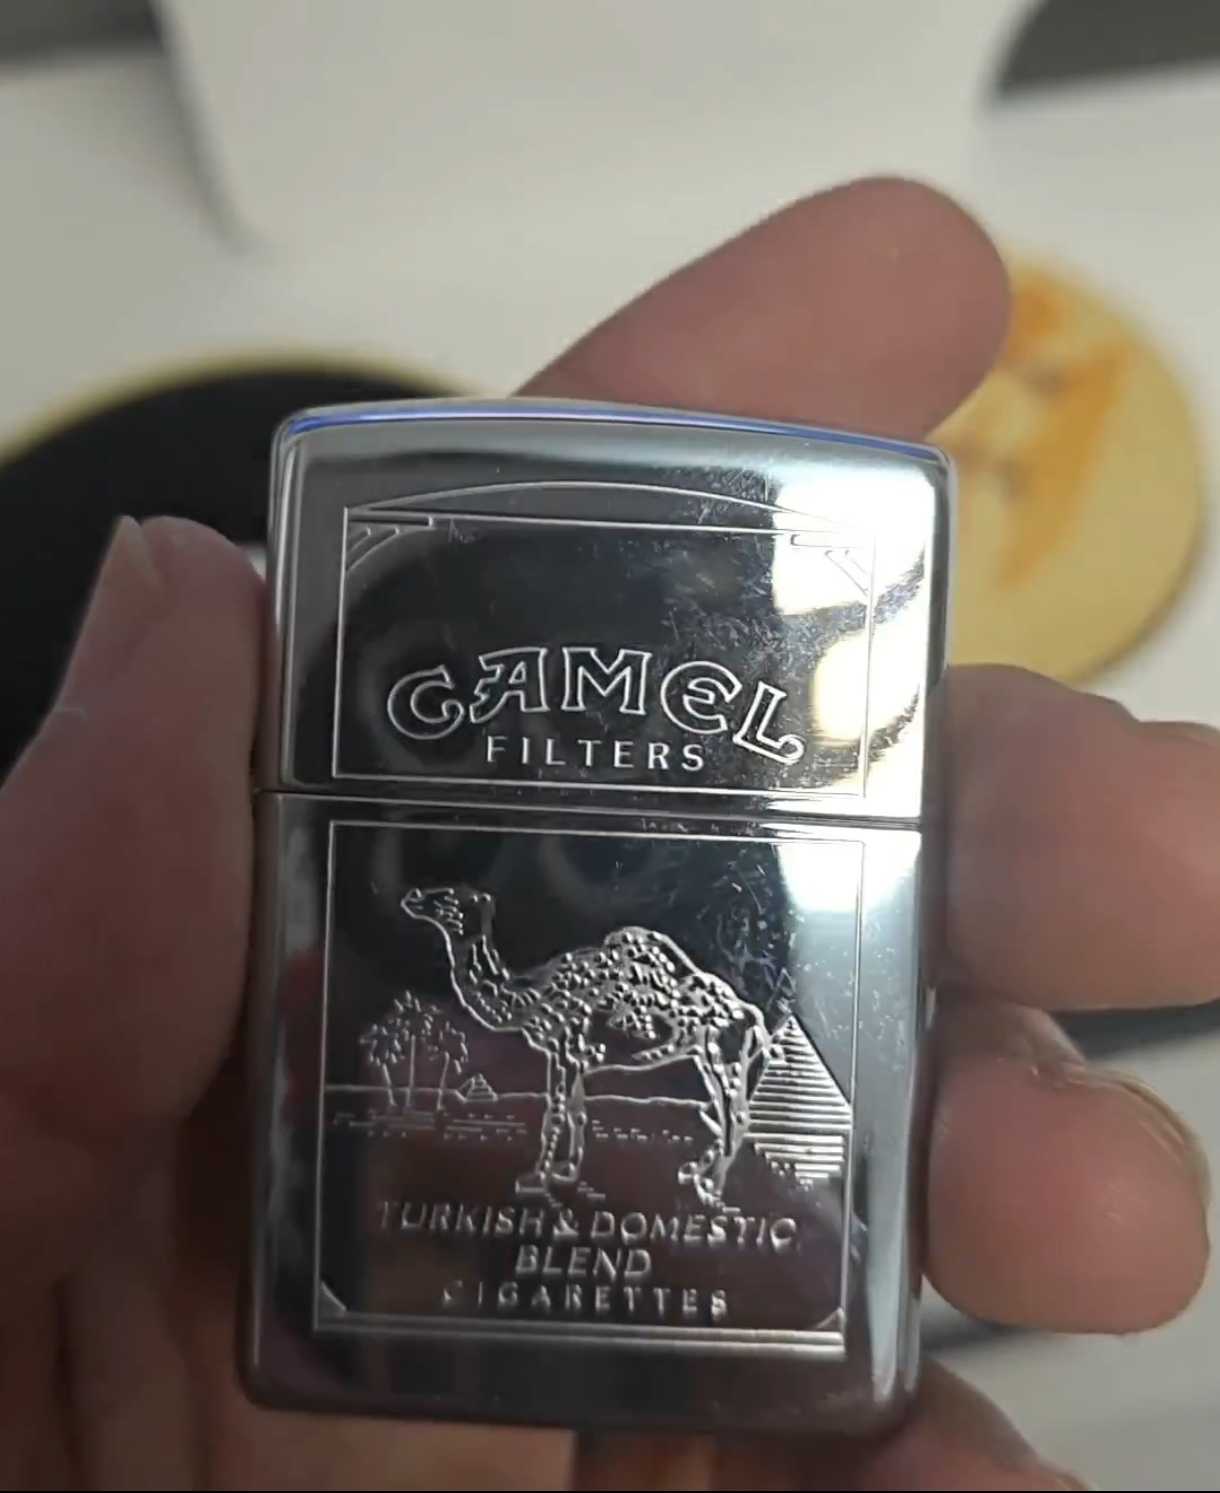 CAMEL
FILTERS
TURKISH & DOMESTIC
BLEND
CIGARETTES